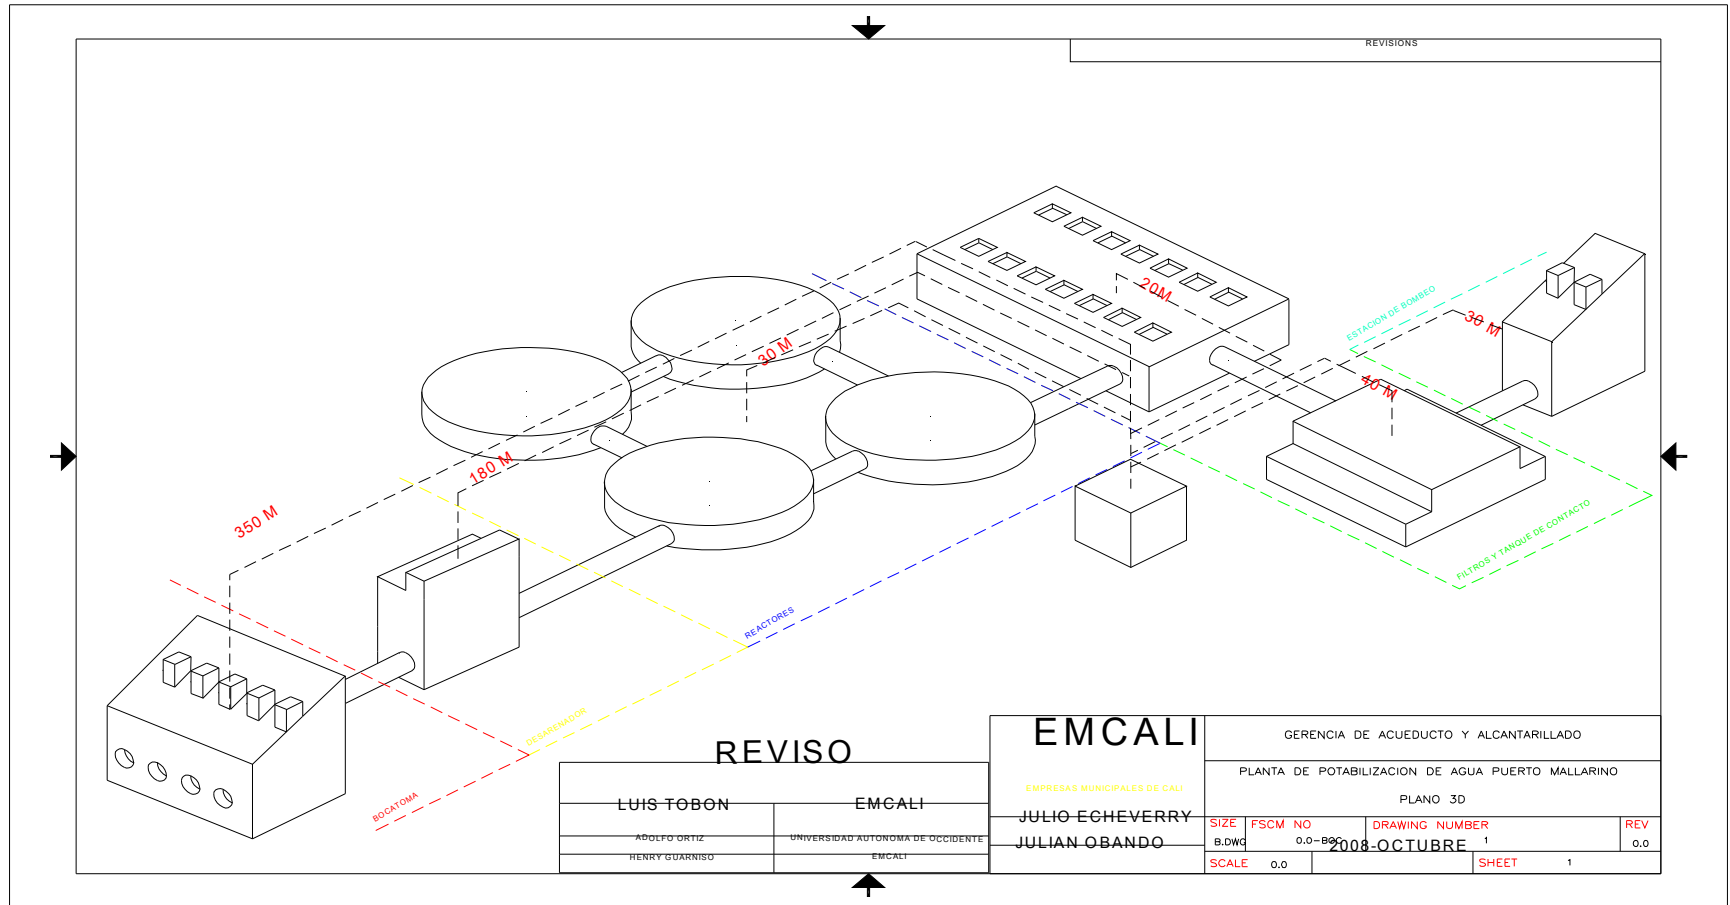 REVISIONS
20M
ESTACION DE BOMBEO
30 M
30 M
40 M
180 M
350 M
FILTROS Y TANQUE DE CONTACTO
REACTORES
DESARENADOR
BOCATOMA
REVISO
LUIS TOBON EMCALI
ADOLFO ORTIZ UNIVERSIDAD AUTONOMA DE OCCIDENTE
HENRY GUARNISO EMCALI
EMCALI
EMPRESAS MUNICIPALES DE CALI
JULIO ECHEVERRY
JULIAN OBANDO
GERENCIA DE ACUEDUCTO Y ALCANTARILLADO
PLANTA DE POTABILIZACION DE AGUA PUERTO MALLARINO
PLANO 3D
SIZE FSCM NO DRAWING NUMBER REV
B.DWG 0.0-BOC 1 0.0
2008-OCTUBRE
SCALE 0.0 SHEET 1